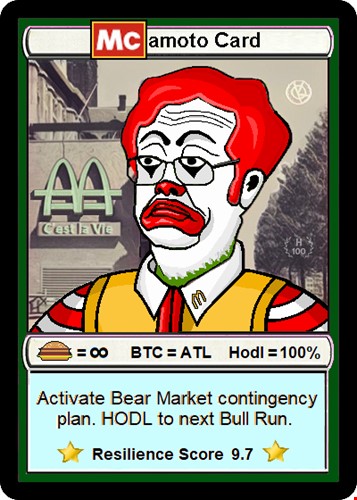 McAmoto Card
C'est la Vie
H
100
M
= ∞ BTC = ATL Hodl = 100%
Activate Bear Market contingency
plan. HODL to next Bull Run.
Resilience Score 9.7